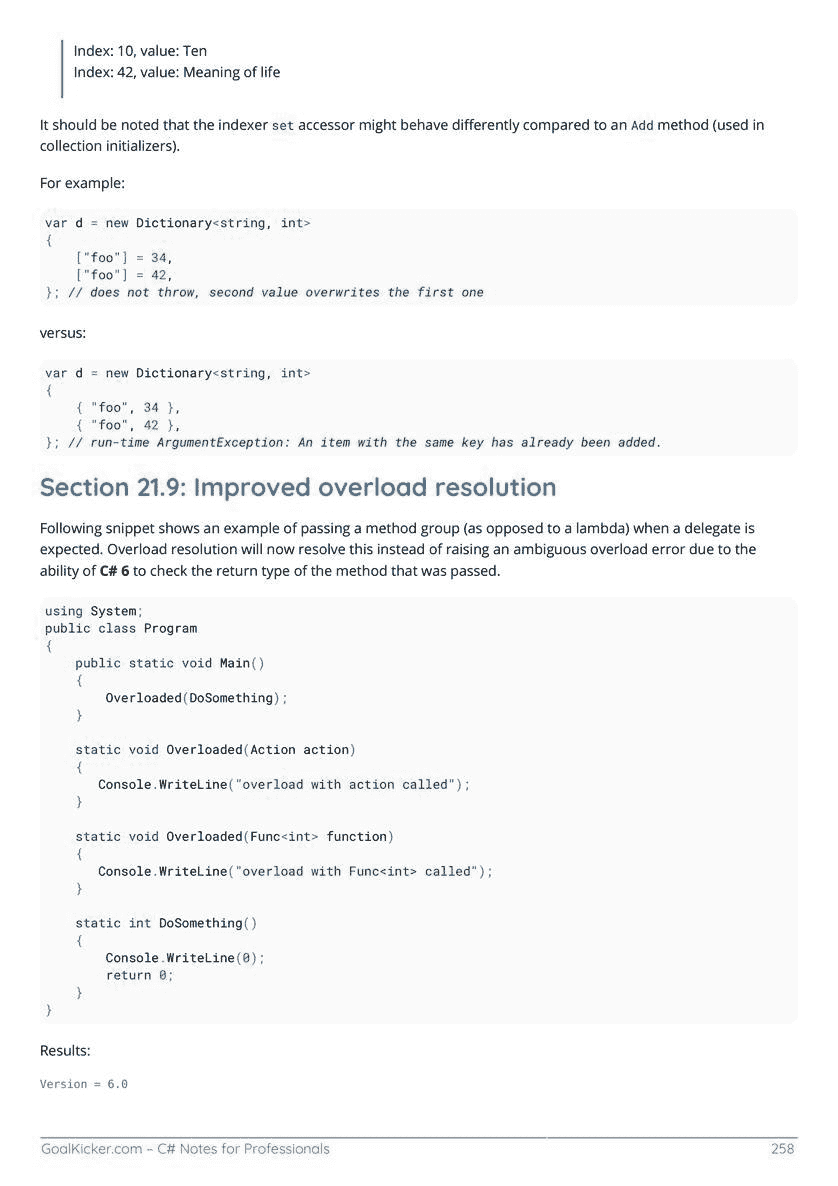 Index: 10, value: Ten
Index: 42, value: Meaning of life
It should be noted that the indexer set accessor might behave differently compared to an Add method (used in
collection initializers).
For example:
var d = new Dictionary<string, int>
{
    ["foo"] = 34,
    ["foo"] = 42,
}; // does not throw, second value overwrites the first one
versus:
var d = new Dictionary<string, int>
{
    { "foo", 34 },
    { "foo", 42 },
}; // run-time ArgumentException: An item with the same key has already been added.
Section 21.9: Improved overload resolution
Following snippet shows an example of passing a method group (as opposed to a lambda) when a delegate is
expected. Overload resolution will now resolve this instead of raising an ambiguous overload error due to the
ability of C# 6 to check the return type of the method that was passed.
using System;
public class Program
{
    public static void Main()
    {
        Overloaded(DoSomething);
    }
    static void Overloaded(Action action)
    {
       Console.WriteLine("overload with action called");
    }
    static void Overloaded(Func<int> function)
    {
       Console.WriteLine("overload with Func<int> called");
    }
    static int DoSomething()
    {
        Console.WriteLine(0);
        return 0;
    }
}
Results:
Version = 6.0
GoalKicker.com – C# Notes for Professionals 258